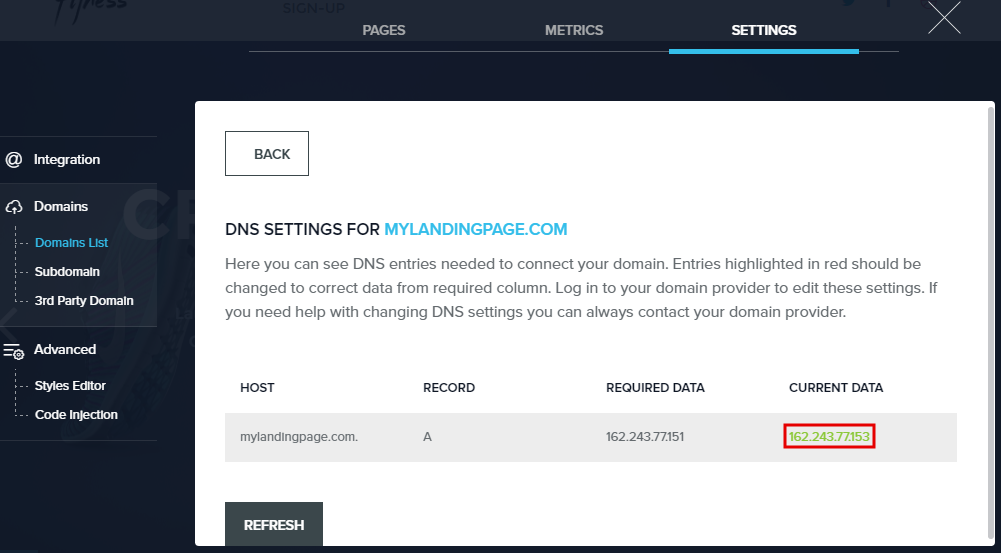 SIGN-UP
PAGES
METRICS
SETTINGS
BACK
@ Integration
Domains
Domains List
Subdomain
3rd Party Domain
Advanced
Styles Editor
Code Injection
DNS SETTINGS FOR MYLANDINGPAGE.COM
Here you can see DNS entries needed to connect your domain. Entries highlighted in red should be
changed to correct data from required column. Log in to your domain provider to edit these settings. If
you need help with changing DNS settings you can always contact your domain provider.
HOST RECORD REQUIRED DATA CURRENT DATA
mylandingpage.com. A 162.243.77.151 162.243.77.153
REFRESH